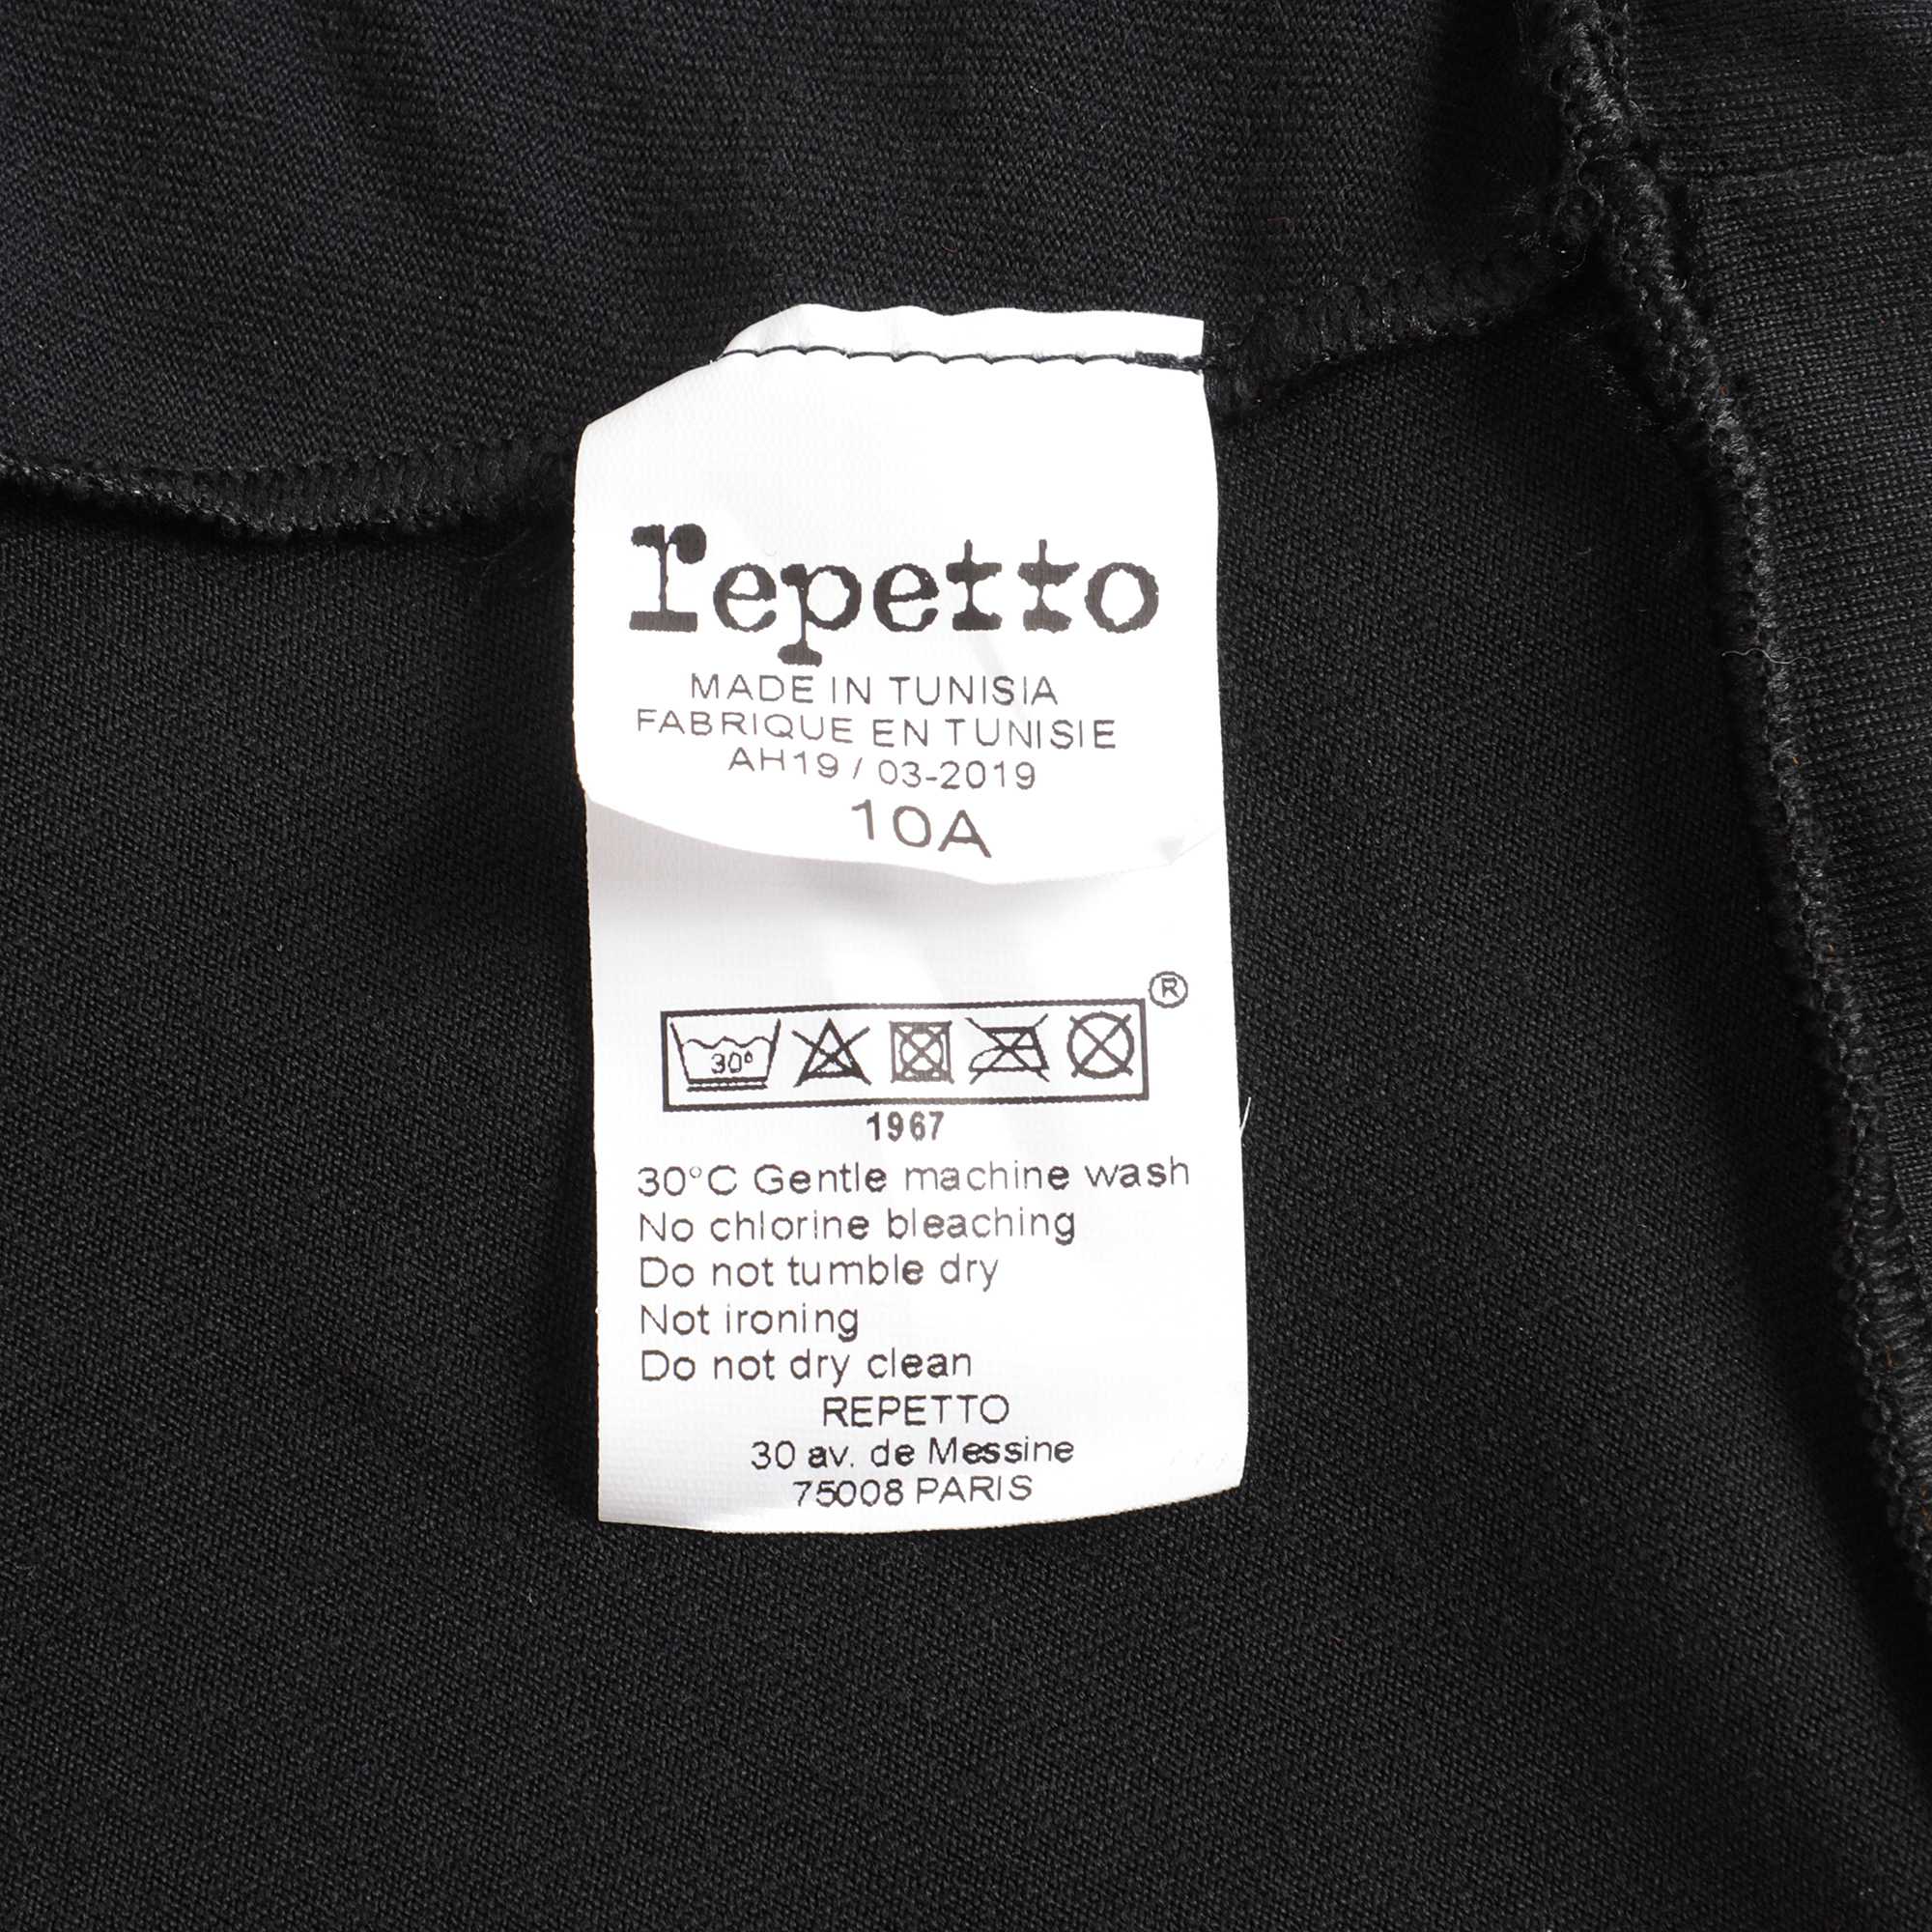 repetto
MADE IN TUNISIA
FABRIQUE EN TUNISIE
AH19 / 03-2019
10A
®
30°
1967
30°C Gentle machine wash
No chlorine bleaching
Do not tumble dry
Not ironing
Do not dry clean
REPETTO
30 av. de Messine
75008 PARIS